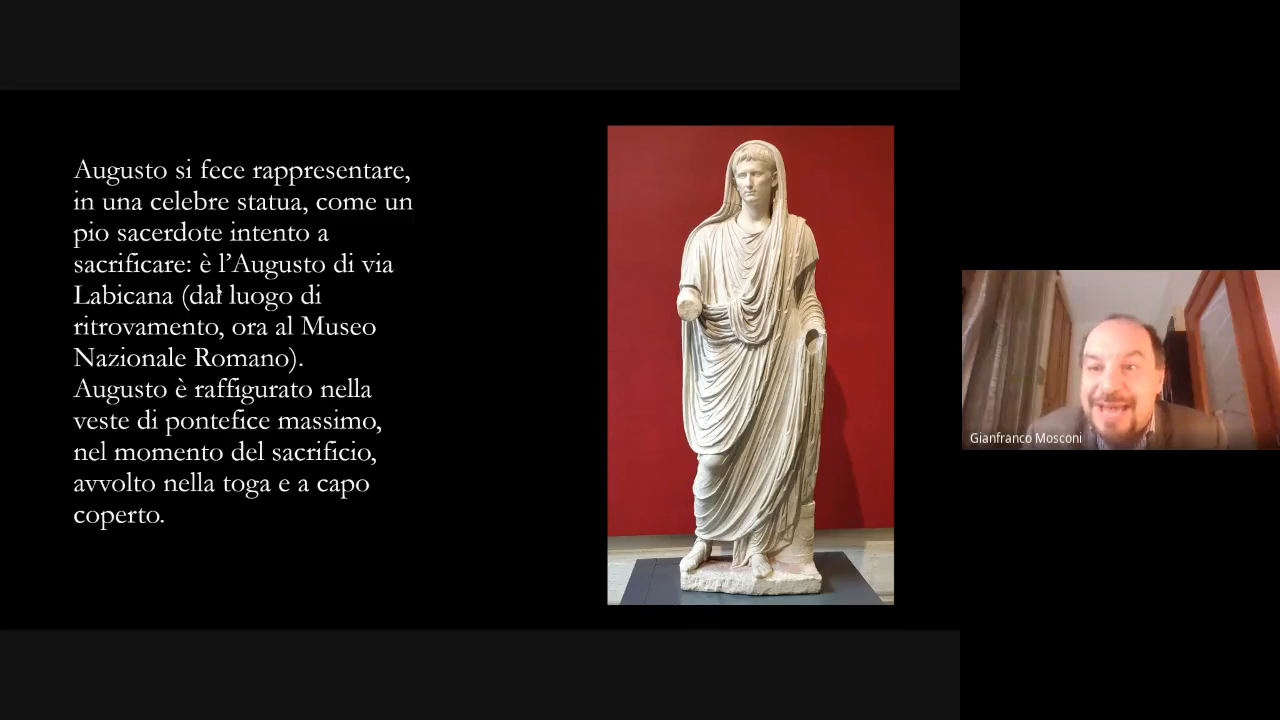 Augusto si fece rappresentare,
in una celebre statua, come un
pio sacerdote intento a
sacrificare: è l’Augusto di via
Labicana (dal luogo di
ritrovamento, ora al Museo
Nazionale Romano).
Augusto è raffigurato nella
veste di pontefice massimo,
nel momento del sacrificio,
avvolto nella toga e a capo
coperto.
Gianfranco Mosconi